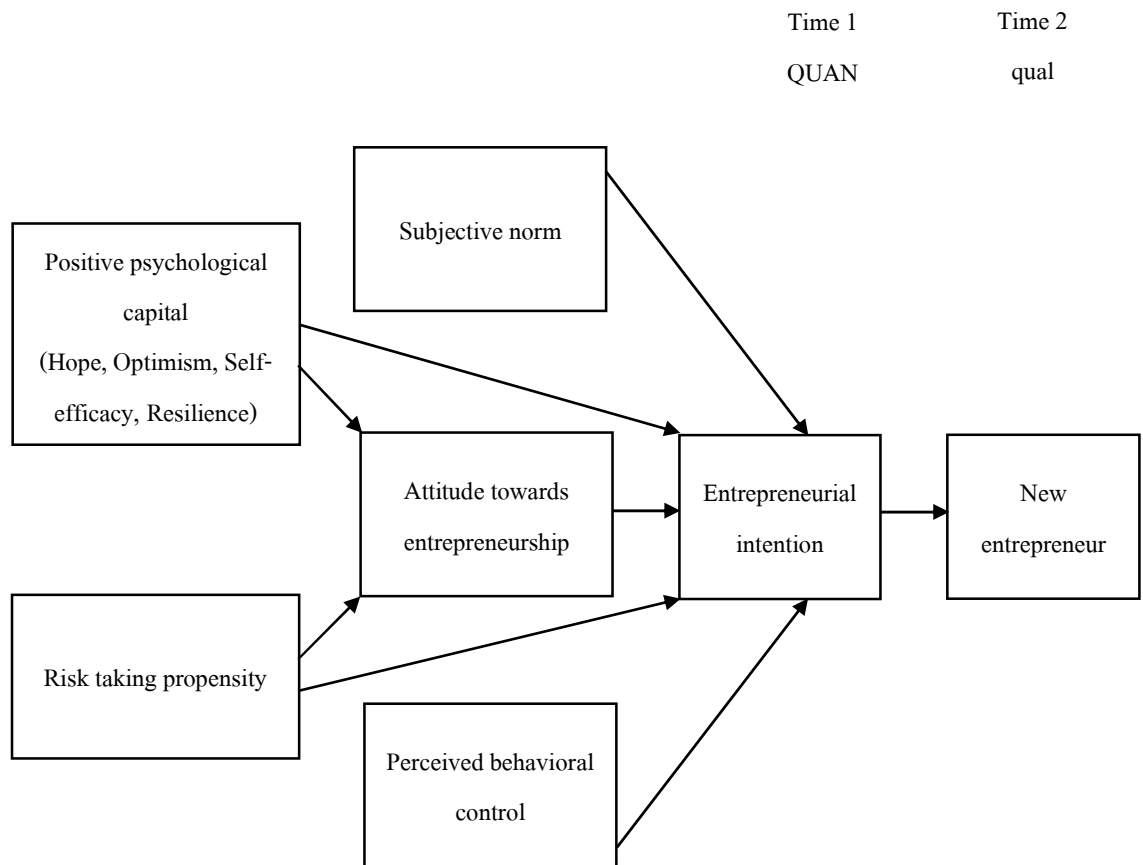 Time 1
Time 2
QUAN
qual
Subjective norm
Positive psychological
capital
(Hope, Optimism, Self-
efficacy, Resilience)
Attitude towards
entrepreneurship
Entrepreneurial
intention
New
entrepreneur
Risk taking propensity
Perceived behavioral
control